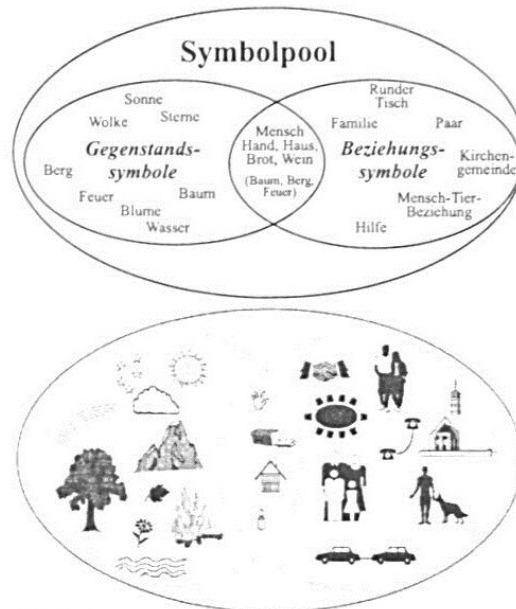 Symbolpool
Sonne
Wolke
Sterne
Gegenstands-
symbole
Berg
Feuer
Baum
Blume
Wasser
Mensch
Hand, Haus,
Brot, Wein
(Baum, Berg,
Feuer)
Runder
Tisch
Familie
Paar
Beziehungs-
symbole
Kirchen-
gemeinde
Mensch-Tier-
Beziehung
Hilfe